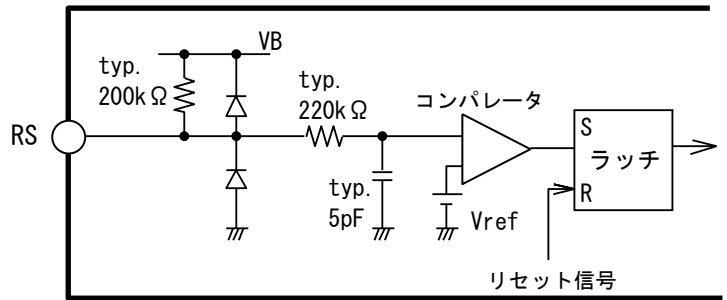 VB
typ.
200kΩ
typ.
220kΩ
コンパレータ
RS
S
ラッチ
R
typ.
5pF
Vref
リセット信号